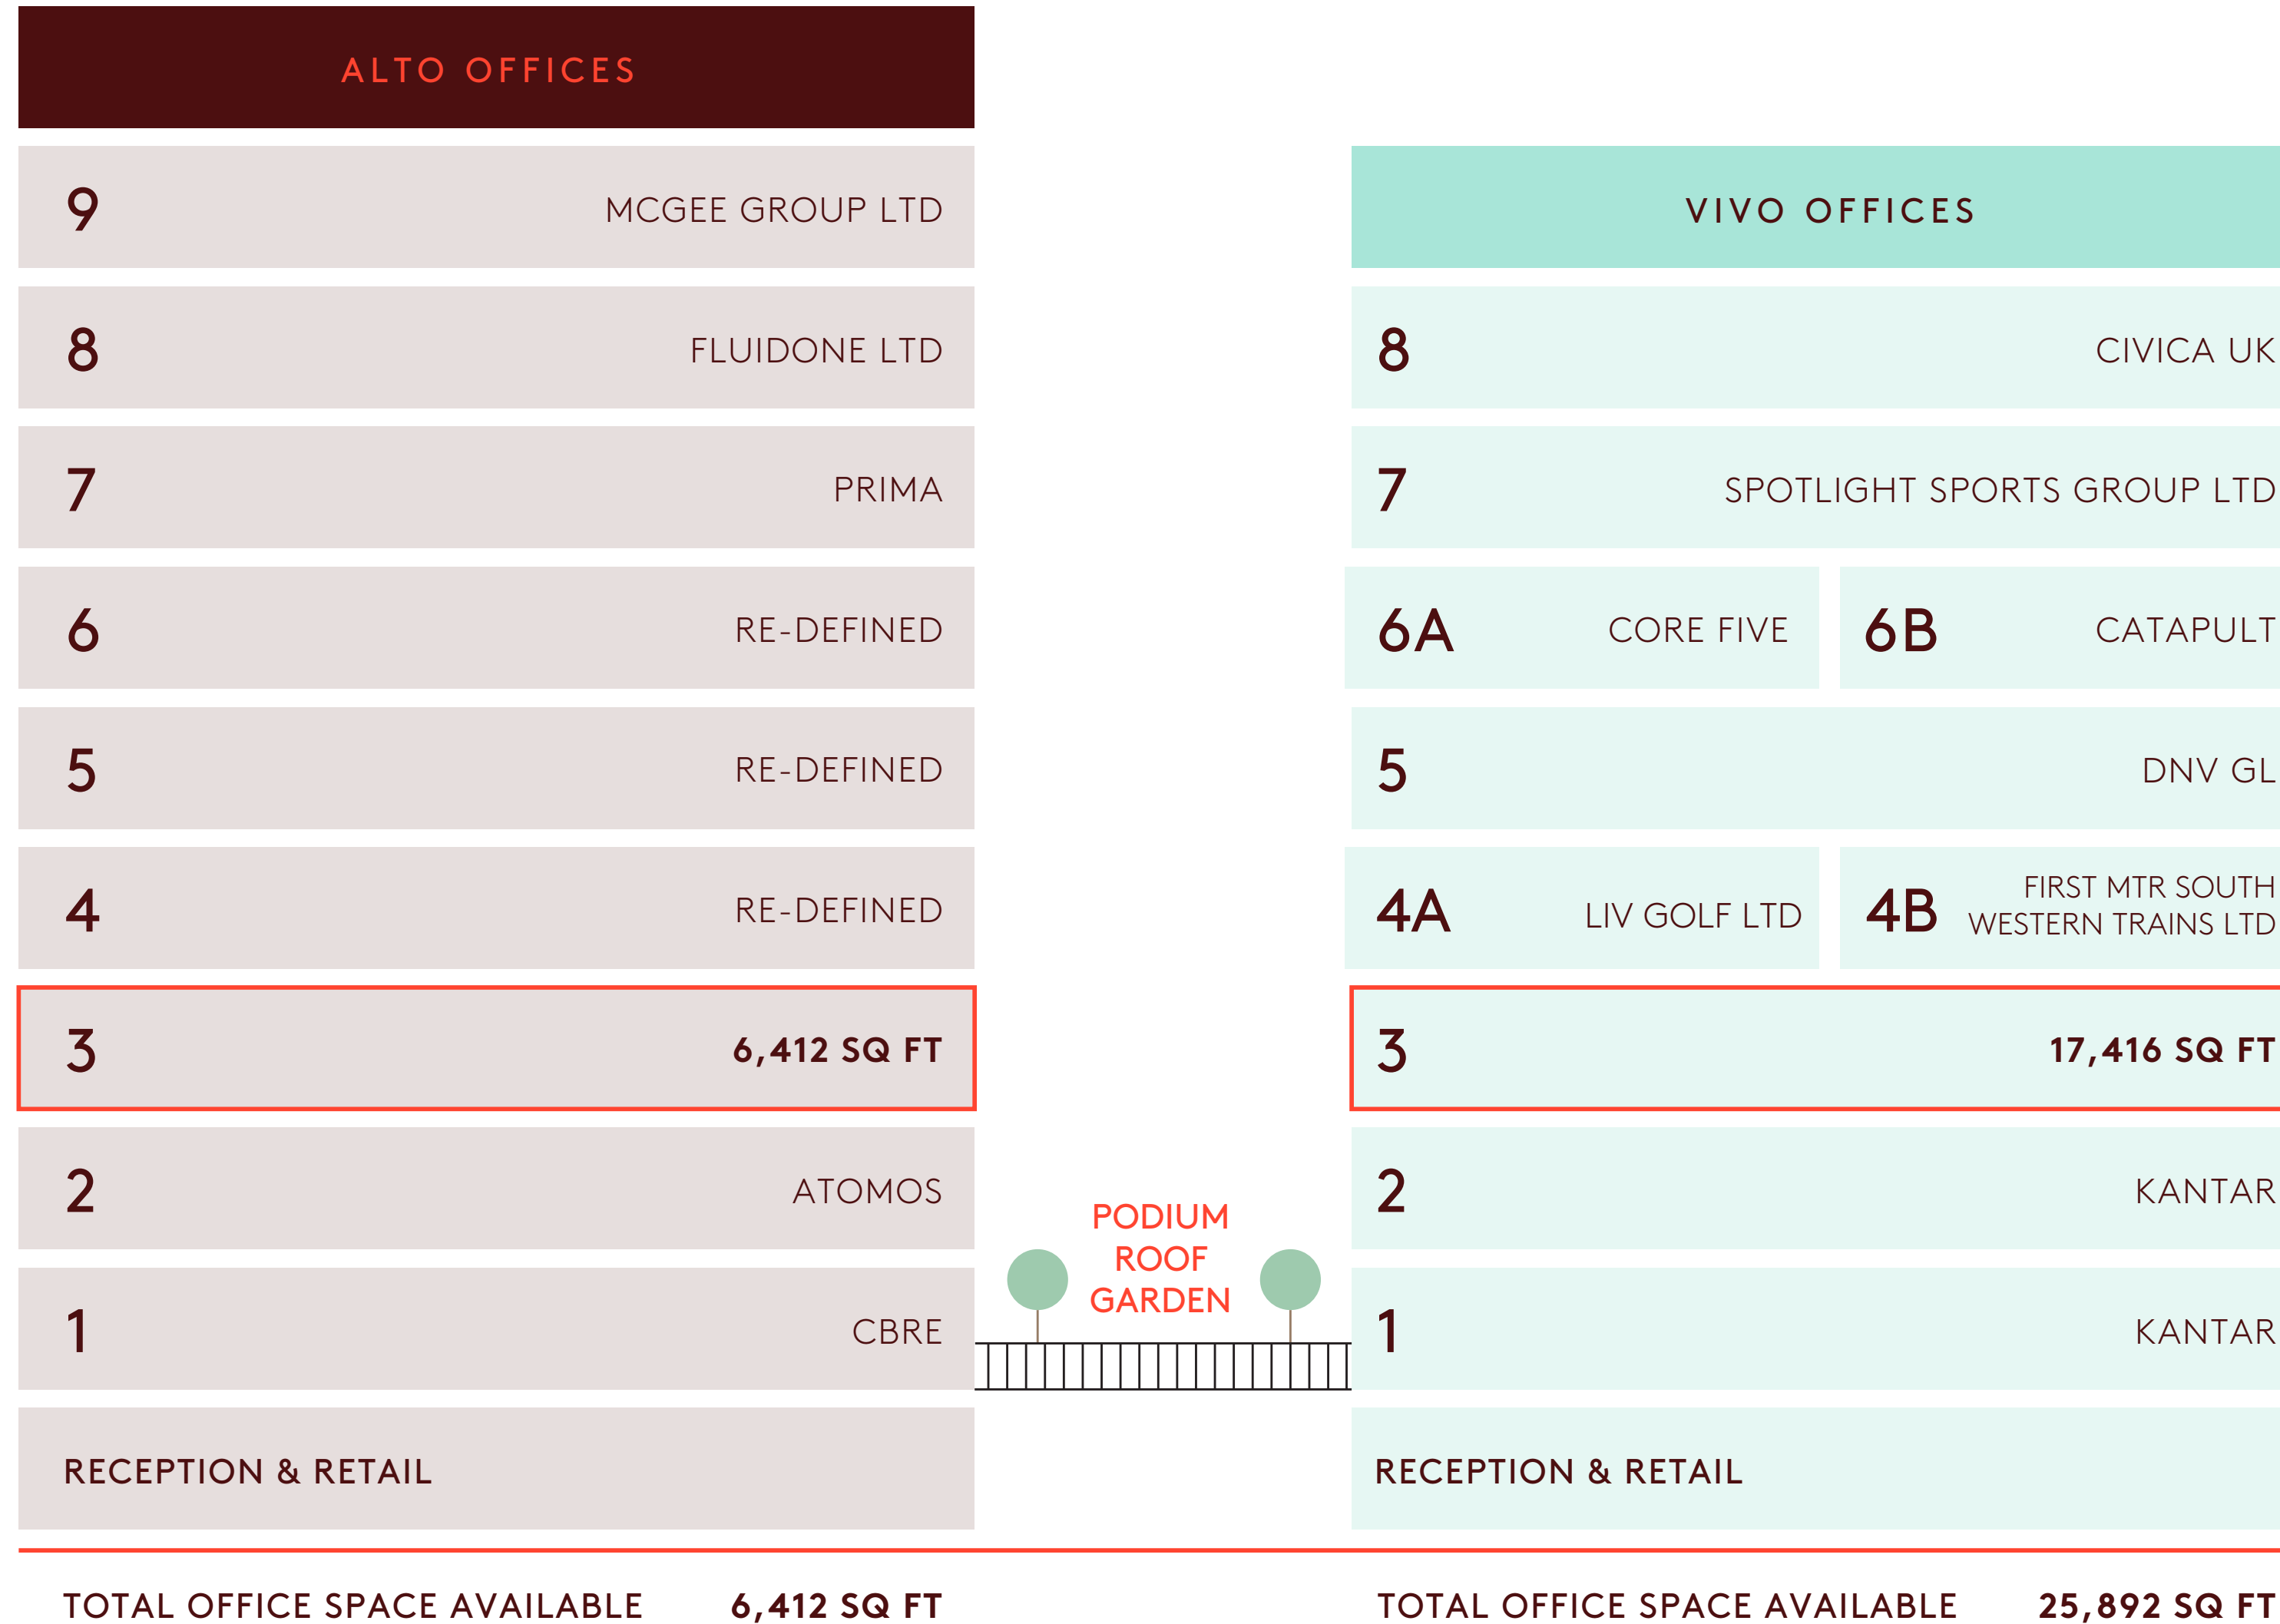 ALTO OFFICES
9 MCGEE GROUP LTD
8 FLUIDONE LTD
7 PRIMA
6 RE-DEFINED
5 RE-DEFINED
4 RE-DEFINED
3 6,412 SQ FT
2 ATOMOS
1 CBRE
RECEPTION & RETAIL
TOTAL OFFICE SPACE AVAILABLE 6,412 SQ FT
PODIUM
ROOF
GARDEN
VIVO OFFICES
8 CIVICA UK
7 SPOTLIGHT SPORTS GROUP LTD
6A CORE FIVE 6B CATAPULT
5 DNV GL
4A LIV GOLF LTD 4B FIRST MTR SOUTH
WESTERN TRAINS LTD
3 17,416 SQ FT
2 KANTAR
1 KANTAR
RECEPTION & RETAIL
TOTAL OFFICE SPACE AVAILABLE 25,892 SQ FT